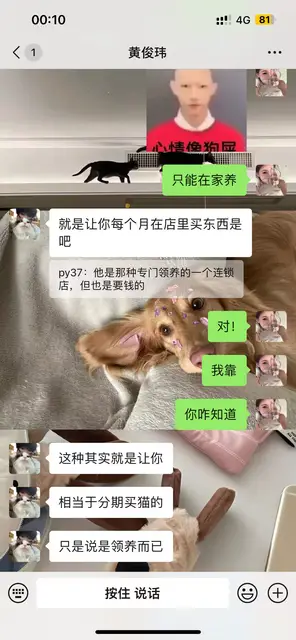 00:10
4G
81
1
黄俊玮
心情像狗屎
只能在家养
就是让你每个月在店里买东西是
吧
py37：他是那种专门领养的一个连锁
店，但也是要钱的
对！
我靠
你咋知道
这种其实就是让你
相当于分期买猫的
只是说是领养而已
按住 说话